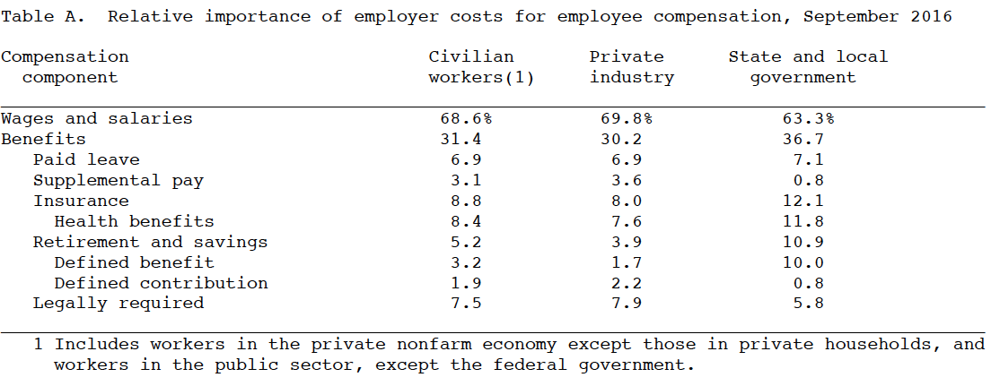 Table A.  Relative importance of employer costs for employee compensation, September 2016
Compensation component    Civilian workers(1)    Private industry    State and local government
Wages and salaries    68.6%    69.8%    63.3%
Benefits    31.4    30.2    36.7
Paid leave    6.9    6.9    7.1
Supplemental pay    3.1    3.6    0.8
Insurance    8.8    8.0    12.1
Health benefits    8.4    7.6    11.8
Retirement and savings    5.2    3.9    10.9
Defined benefit    3.2    1.7    10.0
Defined contribution    1.9    2.2    0.8
Legally required    7.5    7.9    5.8
1 Includes workers in the private nonfarm economy except those in private households, and
workers in the public sector, except the federal government.